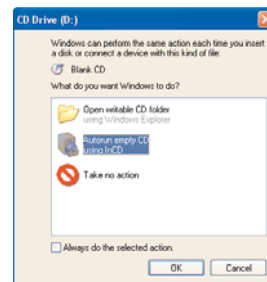 CD Drive (D:)
Windows can perform the same action each time you insert
a disk or connect a device with this kind of file:
Blank CD
What do you want Windows to do?
Open writable CD folder
using Windows Explorer
Autorun empty CD
using InCD
Take no action
Always do the selected action.
OK
Cancel